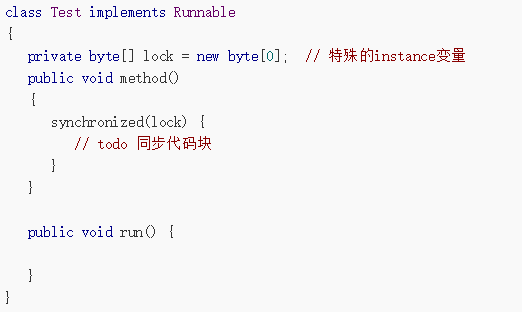 class Test implements Runnable
{
private byte[] lock = new byte[0];  // 特殊的instance变量
public void method()
{
synchronized(lock) {
// todo 同步代码块
}
}
public void run() {
}
}